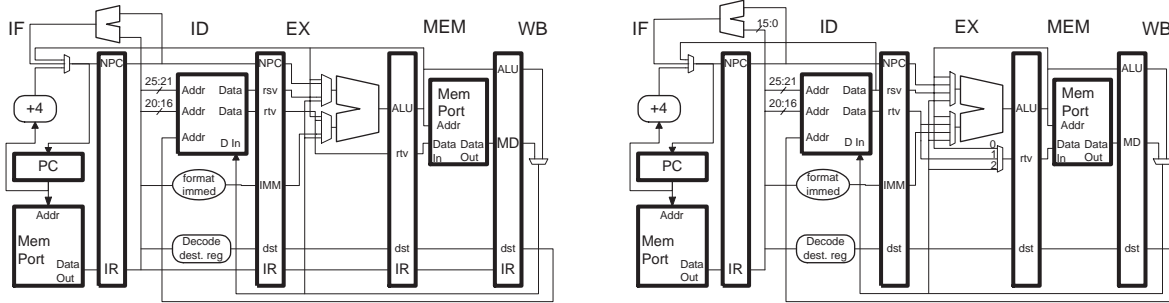 IF
ID
EX
MEM
WB
NPC
NPC
ALU
25:21
Addr
Data
rsv
Mem
Port
+4
20:16
Addr
Data
rtv
ALU
Addr
Addr
D In
rtv
Data
In
Data
Out
MD
PC
format
immed
IMM
Addr
Mem
Port
Decode
dest. reg
dst
dst
dst
Data
Out
IR
IR
IR
IR
IF
15:0
ID
EX
MEM
WB
NPC
NPC
ALU
25:21
Addr
Data
rsv
Mem
Port
+4
20:16
Addr
Data
rtv
ALU
Addr
Addr
D In
0
1
2
rtv
Data
In
Data
Out
MD
PC
format
immed
IMM
Addr
Mem
Port
Decode
dest. reg
dst
dst
dst
Data
Out
IR